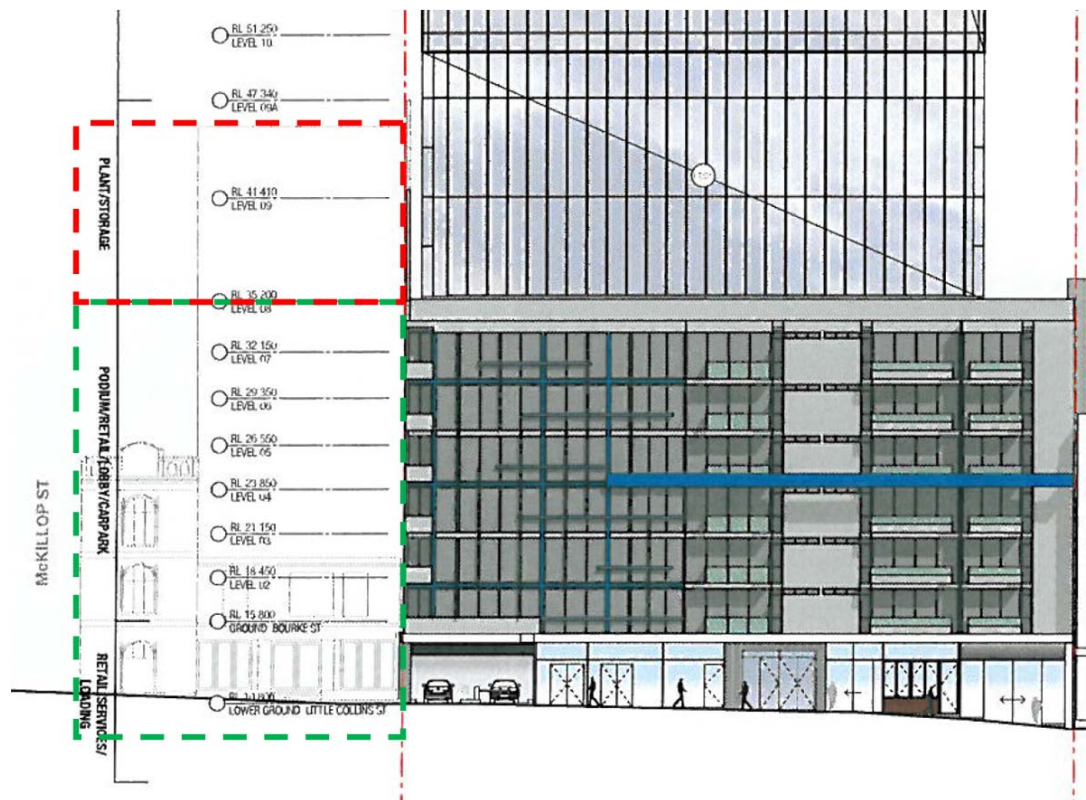 RL 51 250
LEVEL 10
RL 47 340
LEVEL 09A
PLANT/STORAGE
RL 41 410
LEVEL 09
RL 35 200
LEVEL 08
RL 32 150
LEVEL 07
RL 29 350
LEVEL 06
RL 26 550
LEVEL 05
PODIUM/RETAIL/LOBBY/CARPARK
RL 23 850
LEVEL 04
McKILLOP ST
RL 21 150
LEVEL 03
RL 18 450
LEVEL 02
RL 15 800
GROUND BOURKE ST
RETAIL/SERVICES/
LOADING
LOWER GROUND LITTLE COLLINS ST